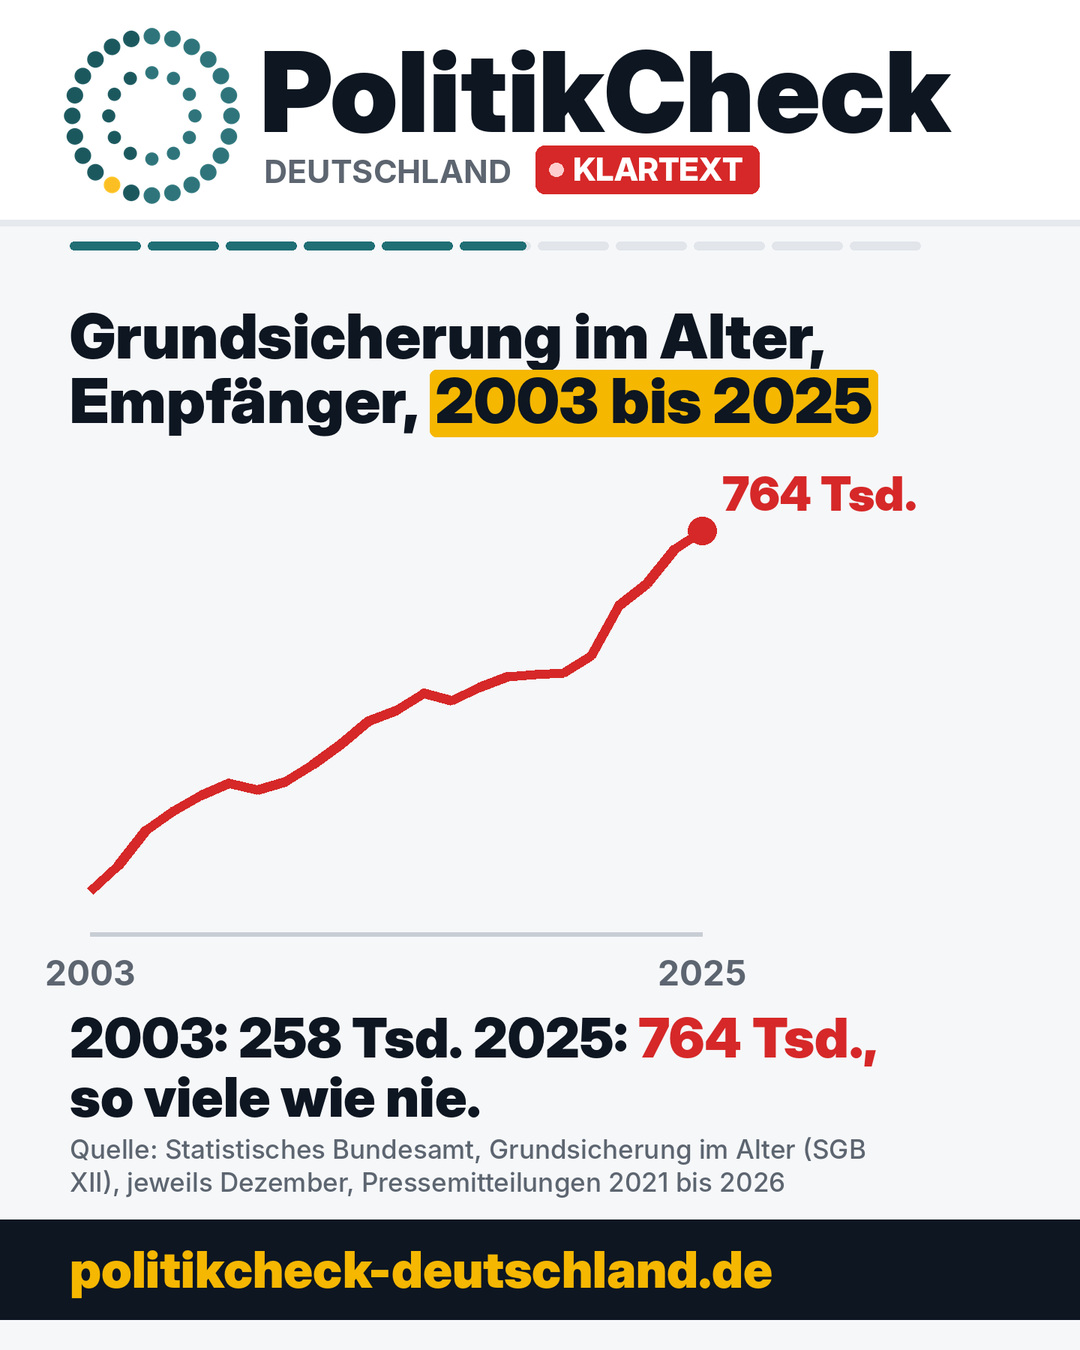 PolitikCheck
DEUTSCHLAND
KLARTEXT
Grundsicherung im Alter,
Empfänger, 2003 bis 2025
764 Tsd.
2003
2025
2003: 258 Tsd. 2025: 764 Tsd.,
so viele wie nie.
Quelle: Statistisches Bundesamt, Grundsicherung im Alter (SGB
XII), jeweils Dezember, Pressemitteilungen 2021 bis 2026
politikcheck-deutschland.de